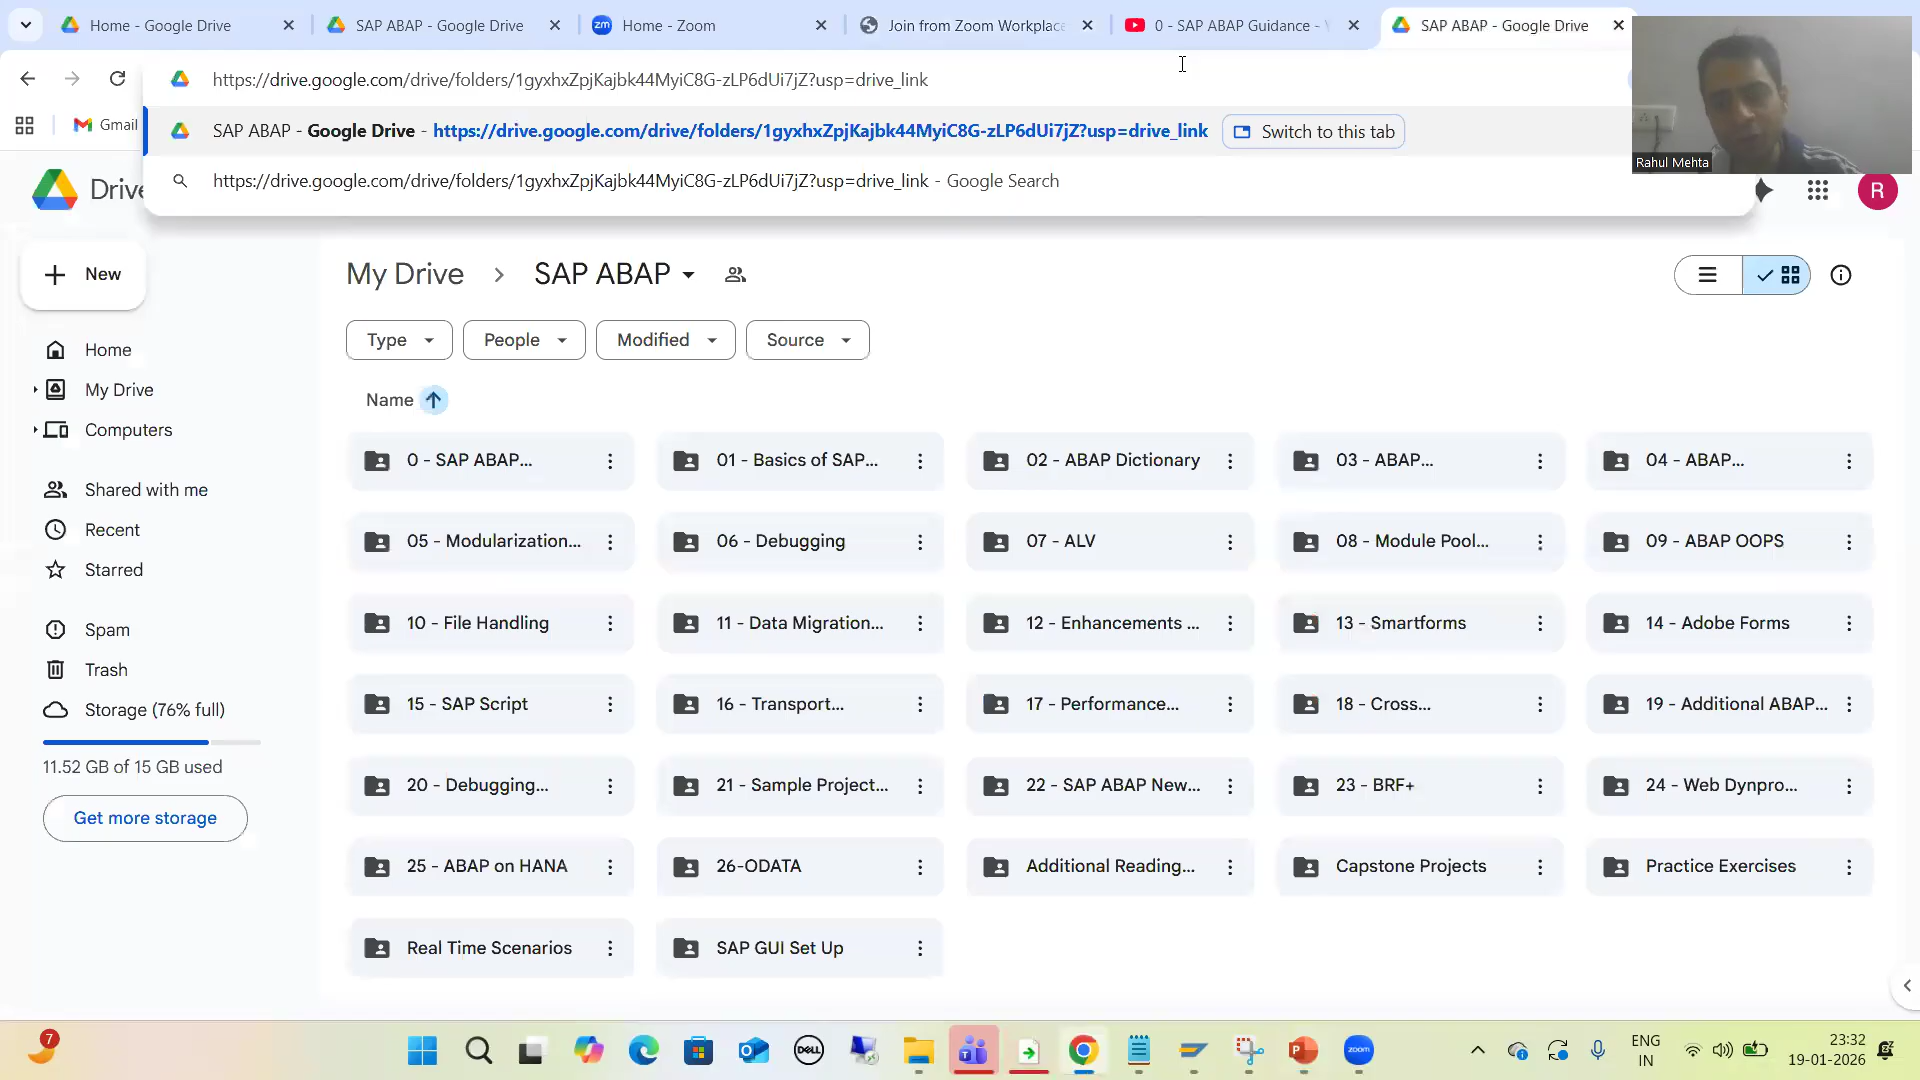 Home - Google Drive
SAP ABAP - Google Drive
zm Home - Zoom
Join from Zoom Workplace
0 - SAP ABAP Guidance -
SAP ABAP - Google Drive
https://drive.google.com/drive/folders/1gyxhxZpjKajbk44MyiC8G-zLP6dUi7jZ?usp=drive_link
Gmail
SAP ABAP - Google Drive - https://drive.google.com/drive/folders/1gyxhxZpjKajbk44MyiC8G-zLP6dUi7jZ?usp=drive_link
Switch to this tab
https://drive.google.com/drive/folders/1gyxhxZpjKajbk44MyiC8G-zLP6dUi7jZ?usp=drive_link - Google Search
Rahul Mehta
Drive
R
New
My Drive > SAP ABAP
Type
People
Modified
Source
Home
My Drive
Computers
Shared with me
Recent
Starred
Spam
Trash
Storage (76% full)
11.52 GB of 15 GB used
Get more storage
Name
0 - SAP ABAP...
01 - Basics of SAP...
02 - ABAP Dictionary
03 - ABAP...
04 - ABAP...
05 - Modularization...
06 - Debugging
07 - ALV
08 - Module Pool...
09 - ABAP OOPS
10 - File Handling
11 - Data Migration...
12 - Enhancements ...
13 - Smartforms
14 - Adobe Forms
15 - SAP Script
16 - Transport...
17 - Performance...
18 - Cross...
19 - Additional ABAP...
20 - Debugging...
21 - Sample Project...
22 - SAP ABAP New...
23 - BRF+
24 - Web Dynpro...
25 - ABAP on HANA
26-ODATA
Additional Reading...
Capstone Projects
Practice Exercises
Real Time Scenarios
SAP GUI Set Up
7
DELL
zoom
ENG
IN
23:32
19-01-2026